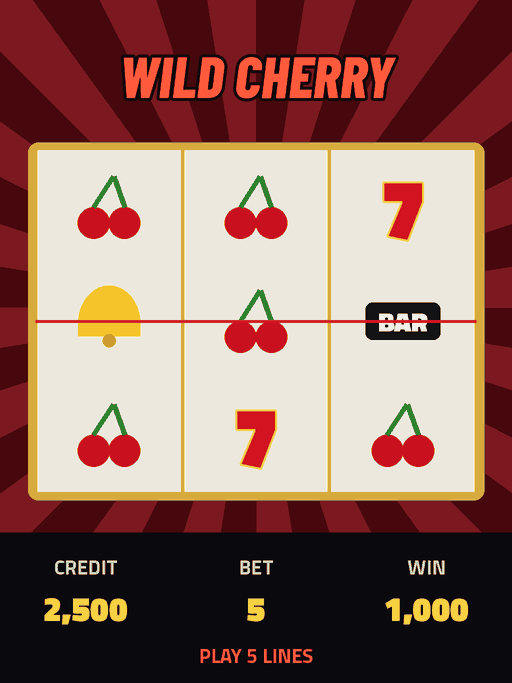 WILD CHERRY
7
BAR
7
CREDIT BET WIN
2,500 5 1,000
PLAY 5 LINES